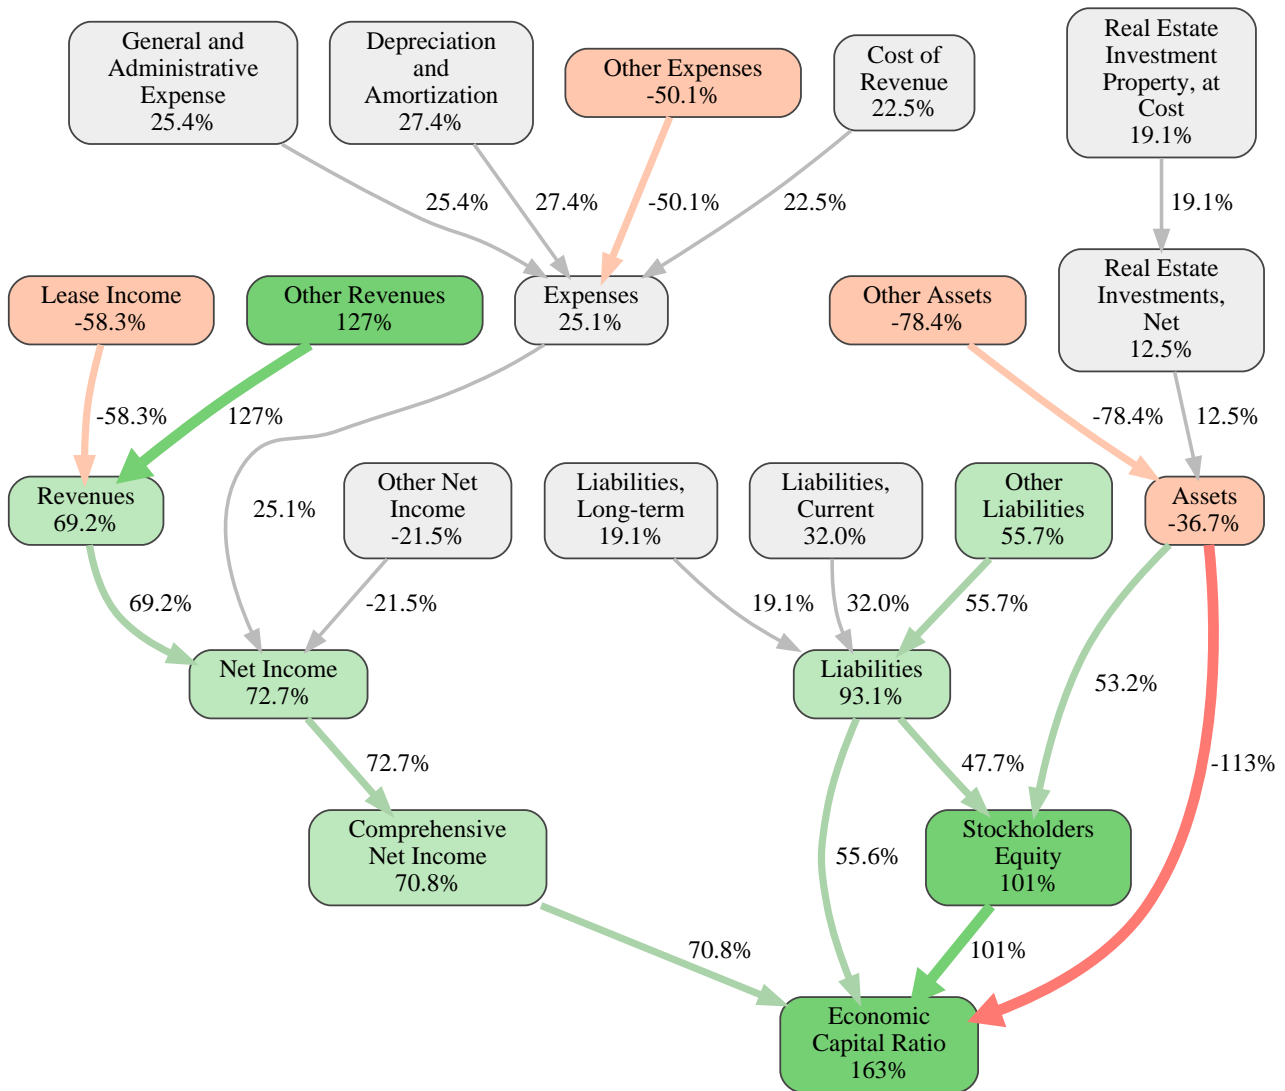 General and
Administrative
Expense
25.4%
Depreciation
and
Amortization
27.4%
Other Expenses
-50.1%
Cost of
Revenue
22.5%
Real Estate
Investment
Property, at
Cost
19.1%
25.4%
27.4%
-50.1%
22.5%
19.1%
Lease Income
-58.3%
Other Revenues
127%
Expenses
25.1%
Other Assets
-78.4%
Real Estate
Investments,
Net
12.5%
-58.3%
127%
-78.4%
12.5%
Revenues
69.2%
25.1%
Other Net
Income
-21.5%
Liabilities,
Long-term
19.1%
Liabilities,
Current
32.0%
Other
Liabilities
55.7%
Assets
-36.7%
69.2%
-21.5%
19.1%
32.0%
55.7%
Net Income
72.7%
Liabilities
93.1%
53.2%
72.7%
47.7%
-113%
Comprehensive
Net Income
70.8%
55.6%
Stockholders
Equity
101%
70.8%
101%
Economic
Capital Ratio
163%